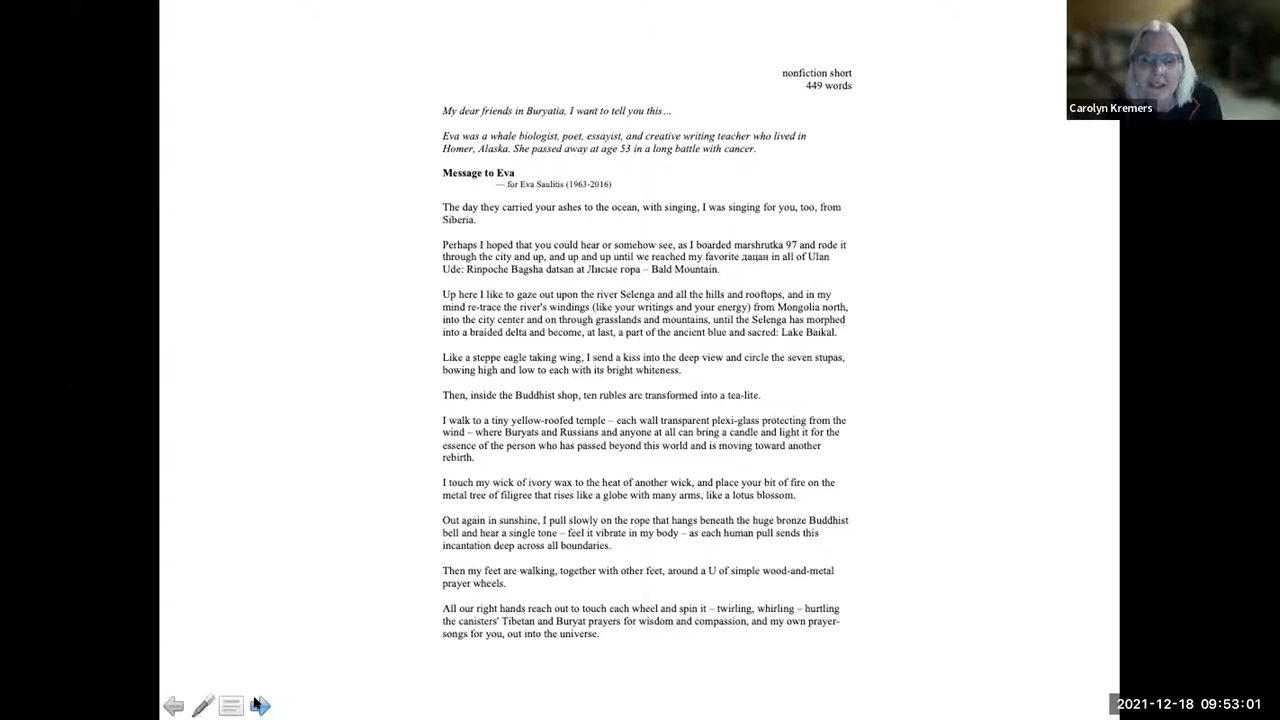 nonfiction short
449 words
My dear friends in Buryatia, I want to tell you this…
Eva was a whale biologist, poet, essayist, and creative writing teacher who lived in
Homer, Alaska. She passed away at age 53 in a long battle with cancer.
Message to Eva
— for Eva Saulitis (1963-2016)
The day they carried your ashes to the ocean, with singing, I was singing for you, too, from
Siberia.
Perhaps I hoped that you could hear or somehow see, as I boarded marshrutka 97 and rode it
through the city and up, and up and up until we reached my favorite дацан in all of Ulan
Ude: Rinpoche Bagsha datsan at Лисые гора – Bald Mountain.
Up here I like to gaze out upon the river Selenga and all the hills and rooftops, and in my
mind re-trace the river's windings (like your writings and your energy) from Mongolia north,
into the city center and on through grasslands and mountains, until the Selenga has morphed
into a braided delta and become, at last, a part of the ancient blue and sacred: Lake Baikal.
Like a steppe eagle taking wing, I send a kiss into the deep view and circle the seven stupas,
bowing high and low to each with its bright whiteness.
Then, inside the Buddhist shop, ten rubles are transformed into a tea-lite.
I walk to a tiny yellow-roofed temple – each wall transparent plexi-glass protecting from the
wind – where Buryats and Russians and anyone at all can bring a candle and light it for the
essence of the person who has passed beyond this world and is moving toward another
rebirth.
I touch my wick of ivory wax to the heat of another wick, and place your bit of fire on the
metal tree of filigree that rises like a globe with many arms, like a lotus blossom.
Out again in sunshine, I pull slowly on the rope that hangs beneath the huge bronze Buddhist
bell and hear a single tone – feel it vibrate in my body – as each human pull sends this
incantation deep across all boundaries.
Then my feet are walking, together with other feet, around a U of simple wood-and-metal
prayer wheels.
All our right hands reach out to touch each wheel and spin it – twirling, whirling – hurtling
the canisters' Tibetan and Buryat prayers for wisdom and compassion, and my own prayer-
songs for you, out into the universe.
Carolyn Kremers
2021-12-18 09:53:01